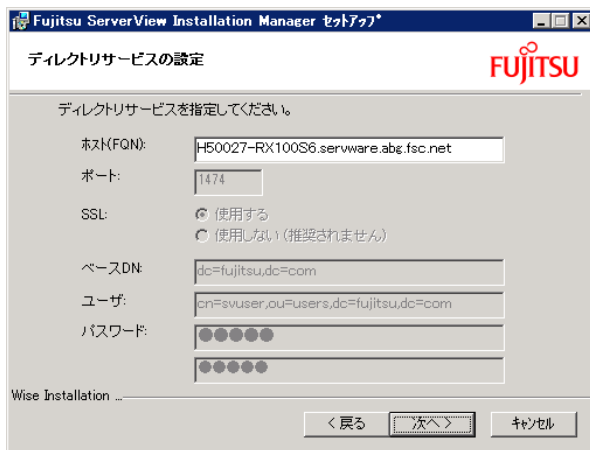 Fujitsu ServerView Installation Manager セットアップ
ディレクトリサービスの設定
FUJITSU
ディレクトリサービスを指定してください。
ホスト(FQN): H50027-RX100S6.servware.abg.fsc.net
ポート: 1474
SSL: 使用する
使用しない(推奨されません)
ベースDN: dc=fujitsu,dc=com
ユーザ: cn=svuser,ou=users,dc=fujitsu,dc=com
パスワード: ●●●●●
●●●●●
Wise Installation ...
< 戻る 次へ > キャンセル